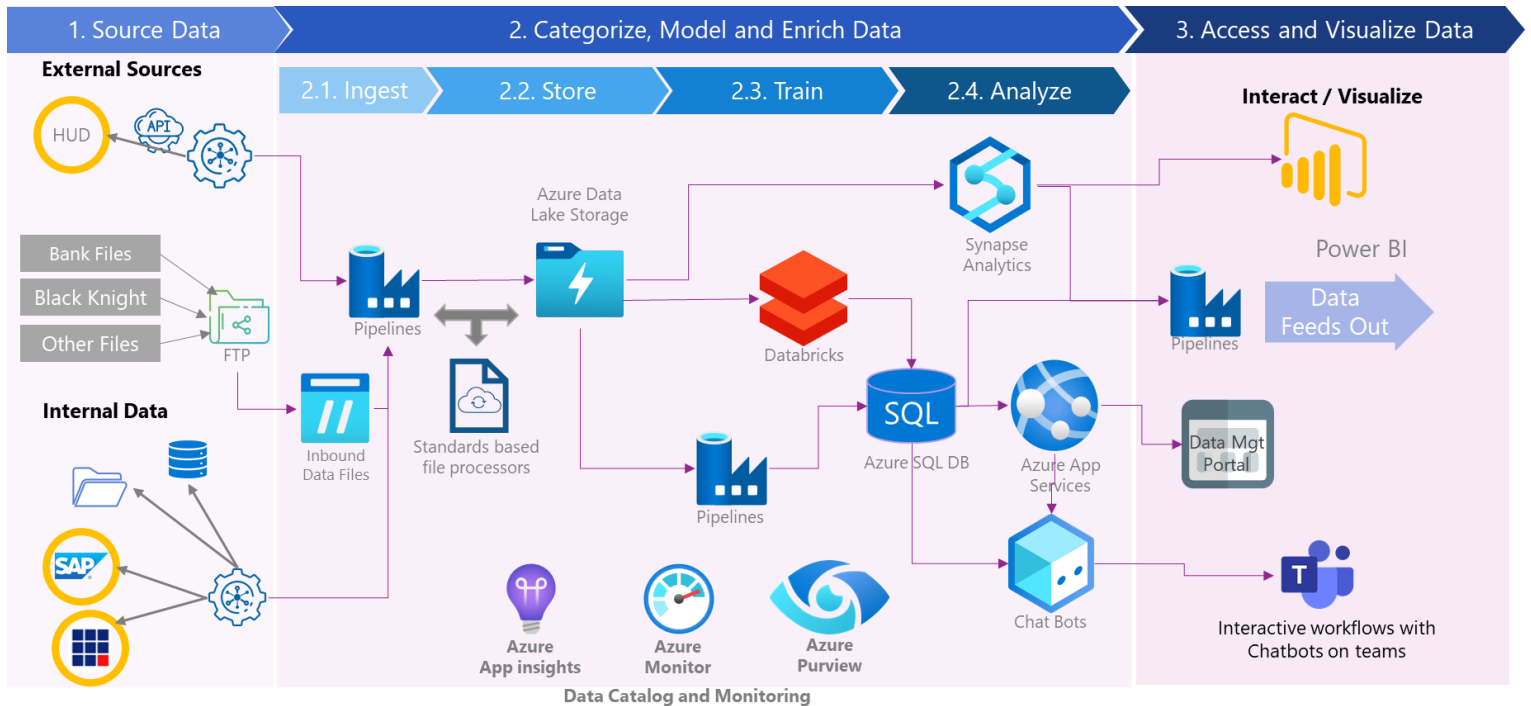 1. Source Data
2. Categorize, Model and Enrich Data
3. Access and Visualize Data
External Sources
2.1. Ingest
2.2. Store
2.3. Train
2.4. Analyze
Interact / Visualize
HUD
API
Azure Data
Lake Storage
Synapse
Analytics
Power BI
Bank Files
Black Knight
Other Files
FTP
Pipelines
Databricks
Pipelines
Data
Feeds Out
Internal Data
Inbound
Data Files
Standards based
file processors
SQL
Azure SQL DB
Azure App
Services
Data Mgt
Portal
Pipelines
SAP
Chat Bots
T
Interactive workflows with
Chatbots on teams
Azure
App insights
Azure
Monitor
Azure
Purview
Data Catalog and Monitoring